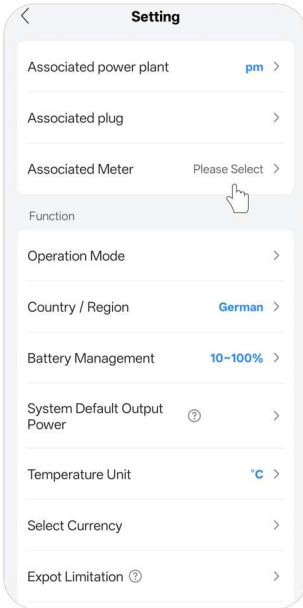 Setting
Associated power plant pm
Associated plug
Associated Meter Please Select
Function
Operation Mode
Country / Region German
Battery Management 10~100%
System Default Output
Power
Temperature Unit °C
Select Currency
Expot Limitation